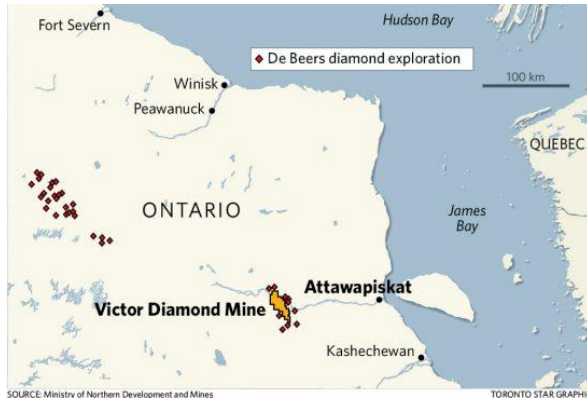 Hudson Bay
Fort Severn
De Beers diamond exploration
Winisk
100 km
Peawanuck
QUEBEC
ONTARIO
James
Bay
Attawapiskat
Victor Diamond Mine
Kashechewan
SOURCE: Ministry of Northern Development and Mines
TORONTO STAR GRAPHI